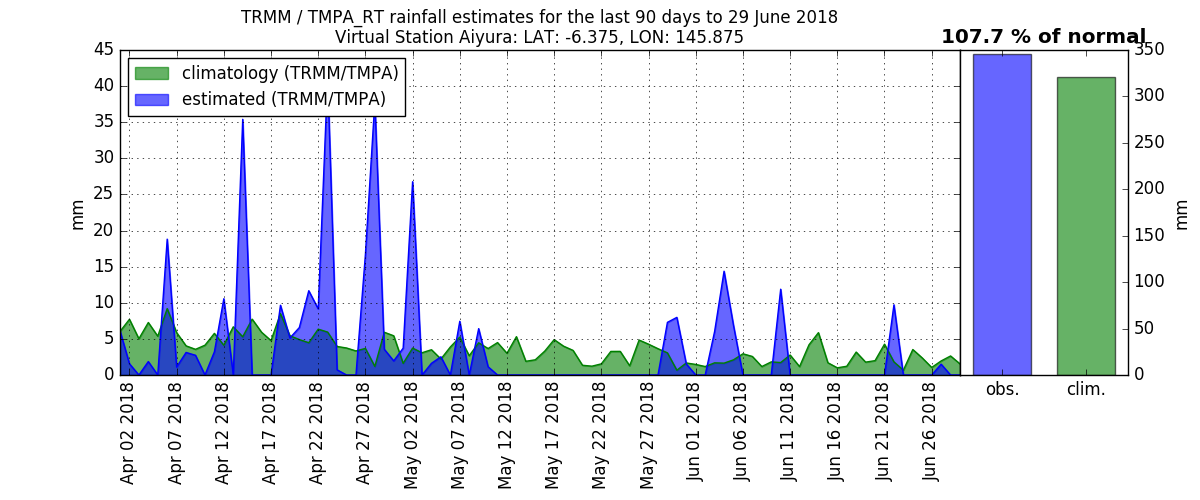 TRMM / TMPA_RT rainfall estimates for the last 90 days to 29 June 2018
Virtual Station Aiyura: LAT: -6.375, LON: 145.875
107.7 % of normal
climatology (TRMM/TMPA)
estimated (TRMM/TMPA)
mm
45
40
35
30
25
20
15
10
5
0
Apr 02 2018
Apr 07 2018
Apr 12 2018
Apr 17 2018
Apr 22 2018
Apr 27 2018
May 02 2018
May 07 2018
May 12 2018
May 17 2018
May 22 2018
May 27 2018
Jun 01 2018
Jun 06 2018
Jun 11 2018
Jun 16 2018
Jun 21 2018
Jun 26 2018
obs.
clim.
350
300
250
200
150
100
50
0
mm